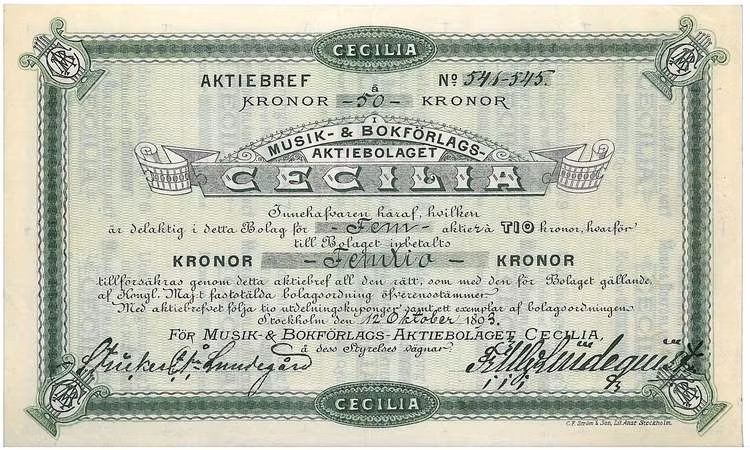 CECILIA
AKTIEBREF Nº 541-545.
à
KRONOR -50- KRONOR
I
MUSIK- & BOKFÖRLAGS-
AKTIEBOLAGET
CECILIA
Innehafvaren häraf, hvilken
är delaktig i detta Bolag för -Fem- aktier à TIO kronor, hvarför
till Bolaget inbetalts
KRONOR -Femtio- KRONOR
tillförsäkras genom detta aktiebref all den rätt, som med den för Bolaget gällande,
af Kongl. Maj:t fastställda bolagsordning öfverensstämmer.
Med aktiebrefvet följa tio utdelningskuponger samt ett exemplar af bolagsordningen.
Stockholm den 12 Oktober 1893.
FÖR MUSIK- & BOKFÖRLAGS-AKTIEBOLAGET CECILIA,
å dess Styrelses vägnar:
Lundegård
CECILIA
C.F. Ström & Son, Lit. Anst Stockholm.